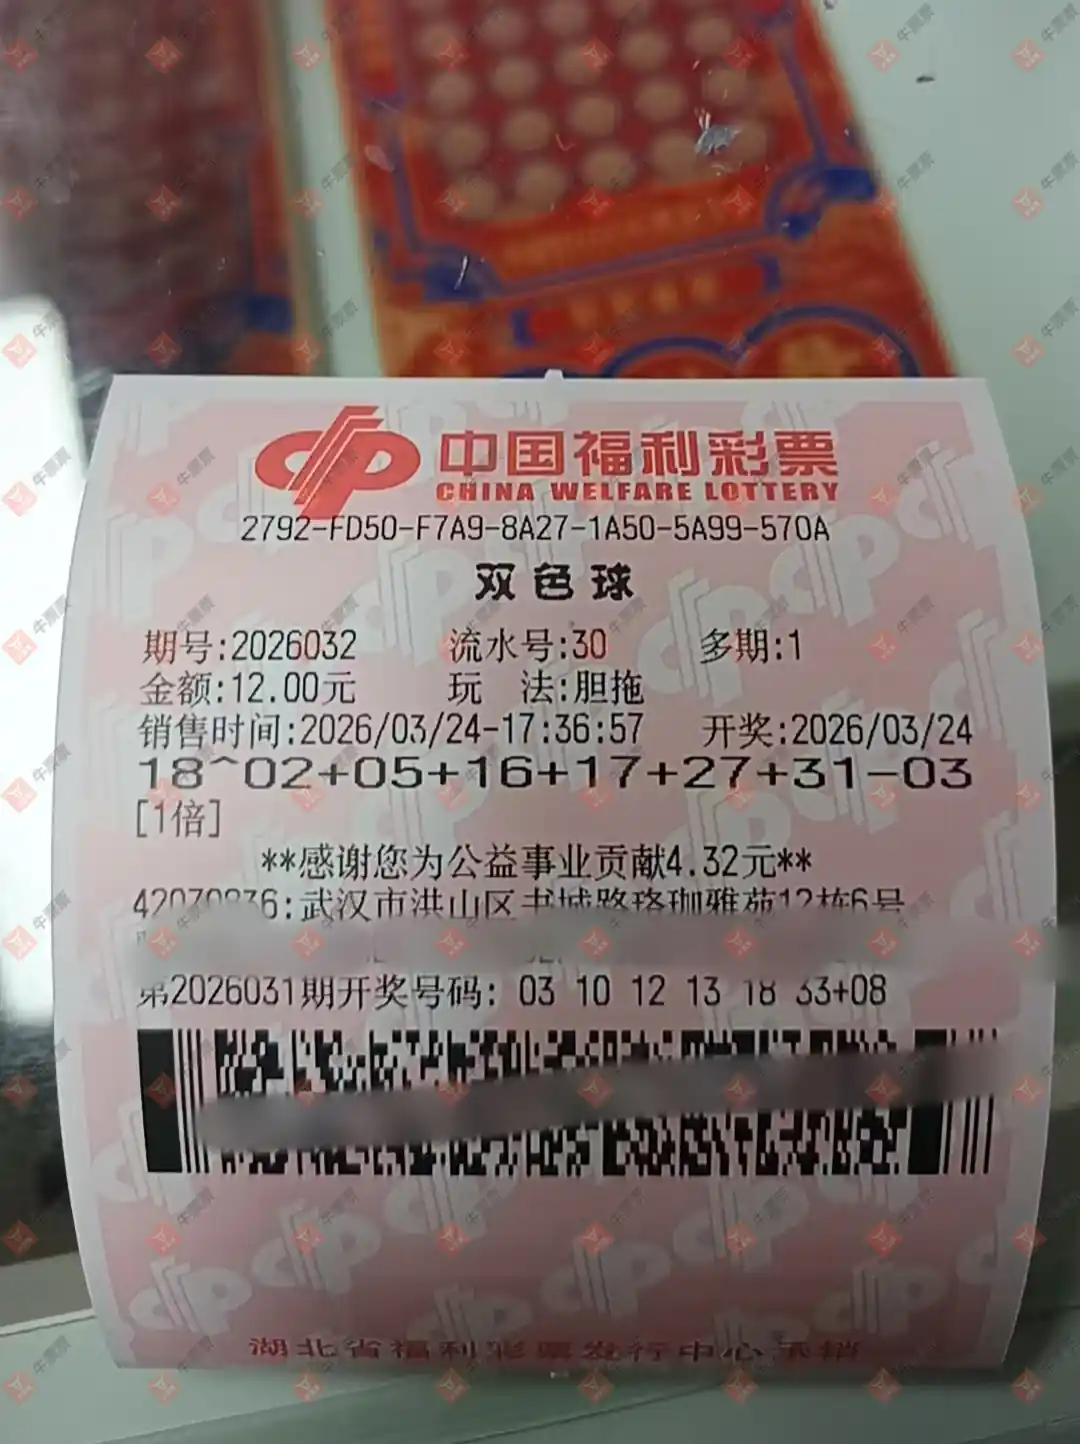 中国福利彩票
CHINA WELFARE LOTTERY
2792-FD50-F7A9-8A27-1A50-5A99-570A
双色球
期号:2026032 流水号:30 多期:1
金额:12.00元 玩 法:胆拖
销售时间:2026/03/24-17:36:57 开奖:2026/03/24
18^02+05+16+17+27+31-03
[1倍]
**感谢您为公益事业贡献4.32元**
42070836:武汉市洪山区书城路珞珈雅苑12栋6号
第2026031期开奖号码: 03 10 12 13 18 33+08
湖北省福利彩票发行中心承销
牛票票